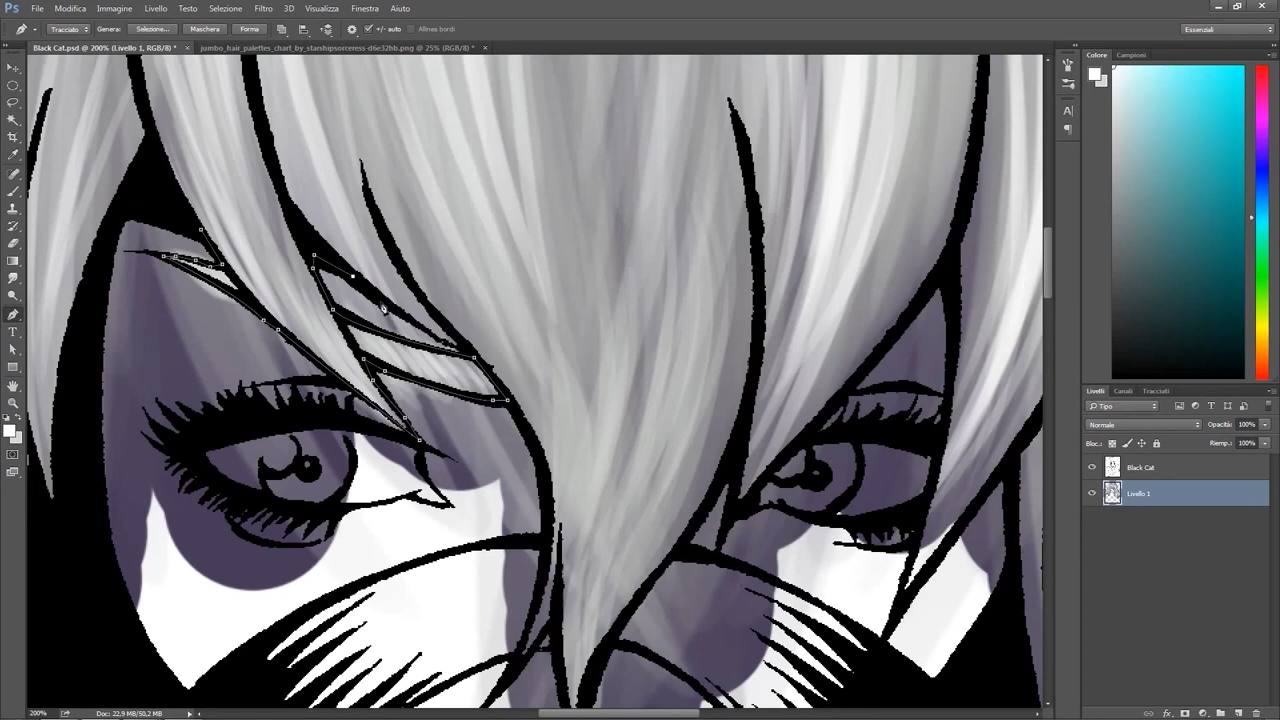 Ps File Modifica Immagine Livello Testo Selezione Filtro 3D Visualizza Finestra Aiuto
Tracciato Genera: Selezione... Maschera Forma +/- auto Allinea bordi Essenziali
Black Cat.psd @ 200% (Livello 1, RGB/8) * jumbo_hair_palettes_chart_by_starshipsorceress-d6e32hb.png @ 25% (RGB/8) *
Colore Campioni
Livelli Canali Tracciati
Tipo
Normale Opacità: 100%
Bloc.: Riemp.: 100%
Black Cat
Livello 1
200% Doc: 22,9 MB/50,2 MB